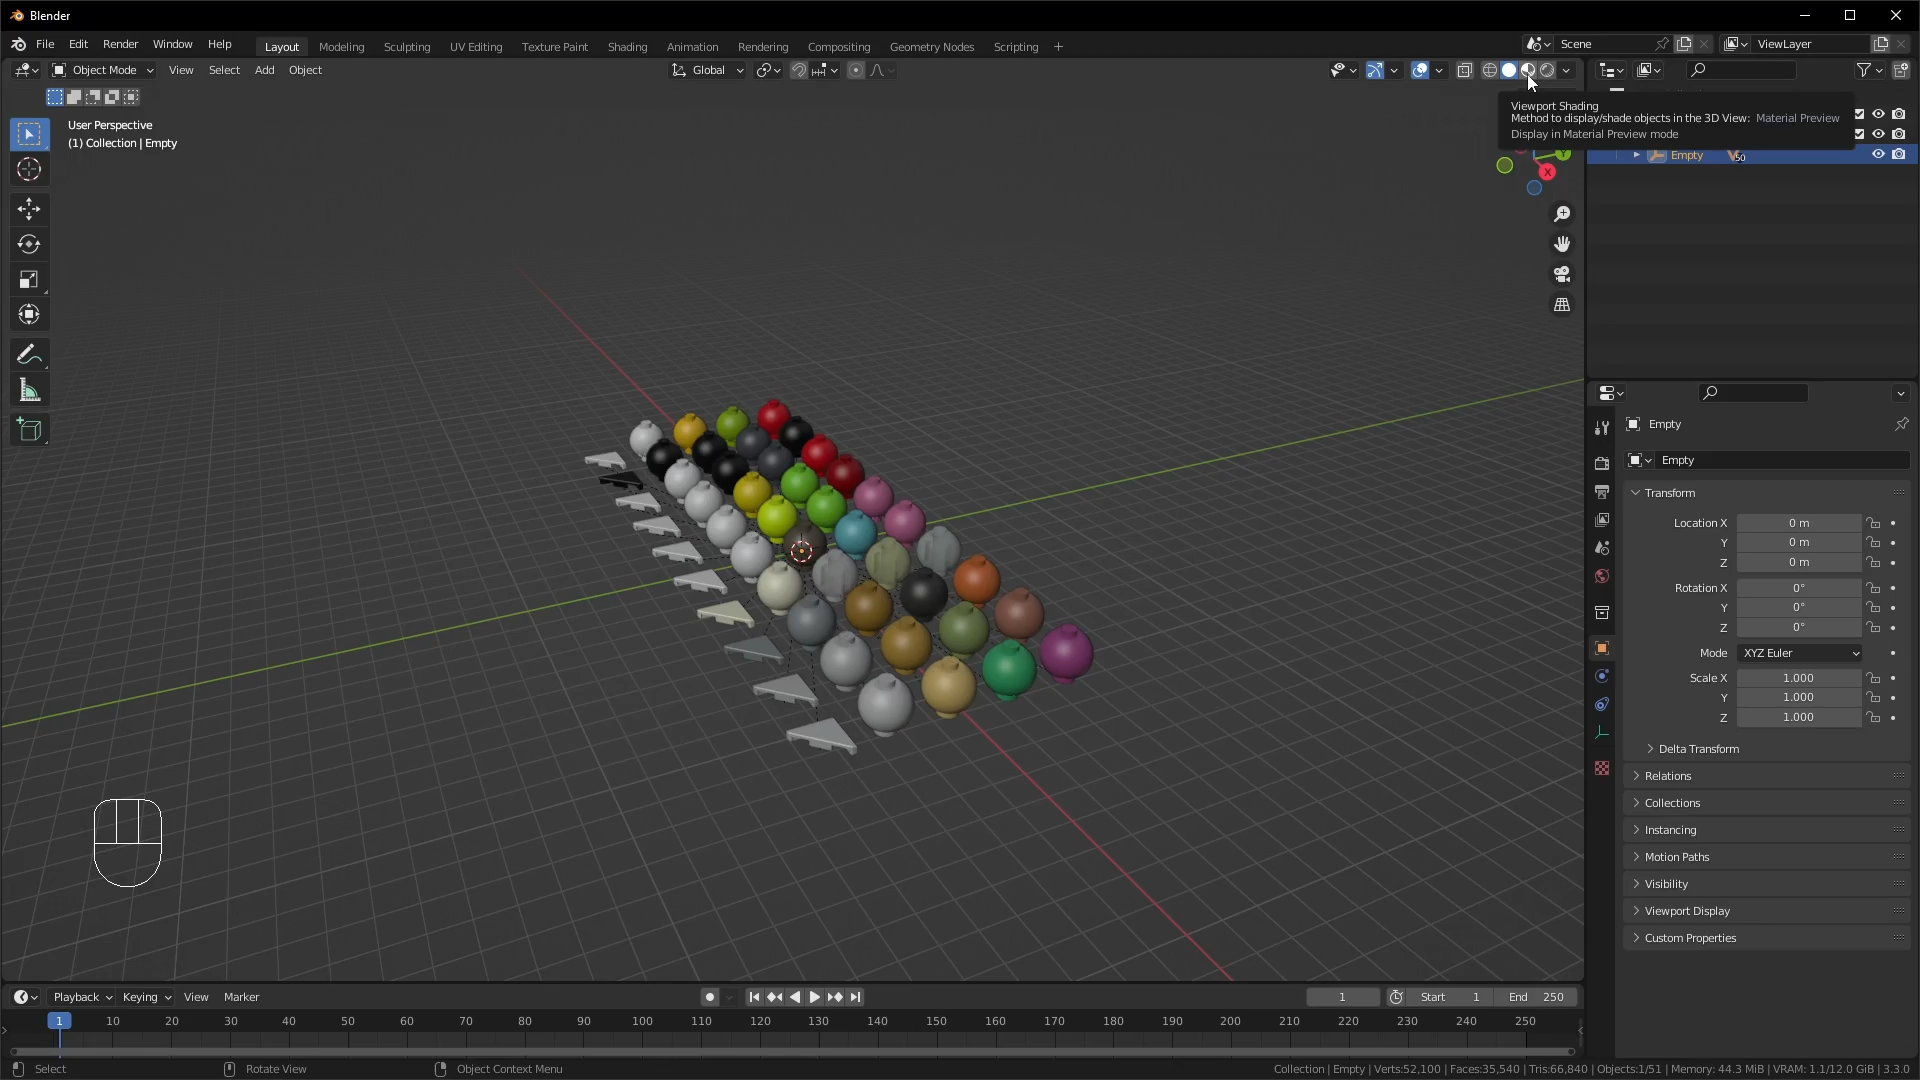 Blender
File Edit Render Window Help Layout Modeling Sculpting UV Editing Texture Paint Shading Animation Rendering Compositing Geometry Nodes Scripting Scene ViewLayer
Object Mode View Select Add Object Global
User Perspective
(1) Collection | Empty
Viewport Shading
Method to display/shade objects in the 3D View: Material Preview
Display in Material Preview mode
Y
X
Empty 50
Empty
Empty
Transform
Location X 0 m
Y 0 m
Z 0 m
Rotation X 0°
Y 0°
Z 0°
Mode XYZ Euler
Scale X 1.000
Y 1.000
Z 1.000
Delta Transform
Relations
Collections
Instancing
Motion Paths
Visibility
Viewport Display
Custom Properties
Playback Keying View Marker 1 Start 1 End 250
1 10 20 30 40 50 60 70 80 90 100 110 120 130 140 150 160 170 180 190 200 210 220 230 240 250
Select Rotate View Object Context Menu Collection | Empty | Verts:52,100 | Faces:35,540 | Tris:66,840 | Objects:1/51 | Memory: 44.3 MiB | VRAM: 1.1/12.0 GiB | 3.3.0